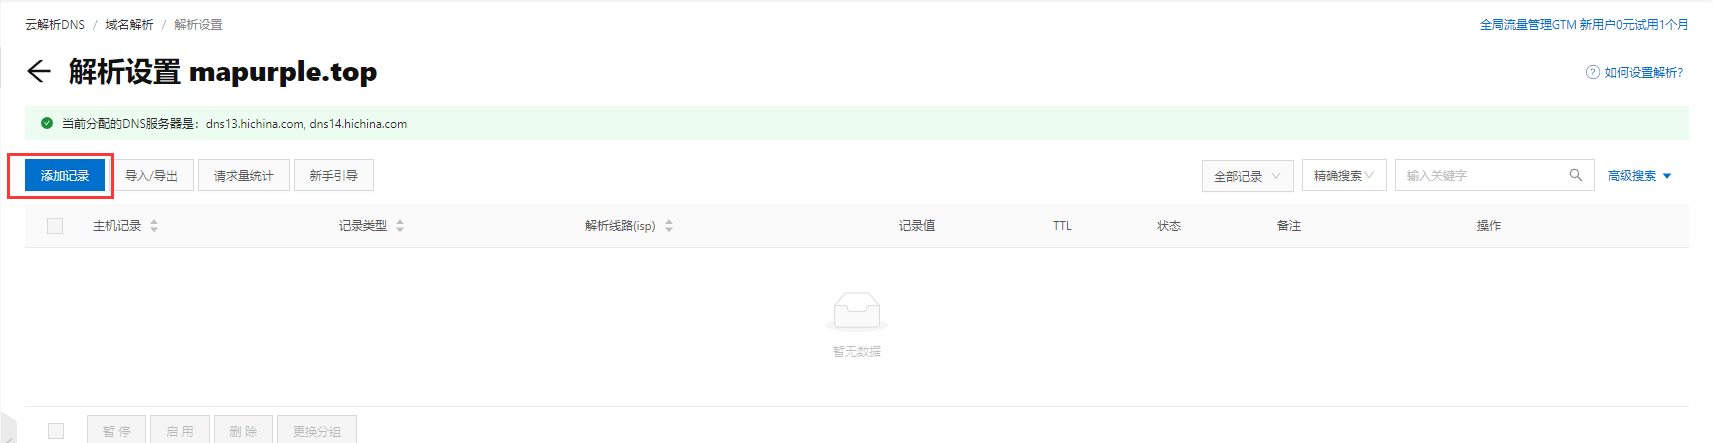 云解析DNS / 域名解析 / 解析设置
全局流量管理GTM 新用户0元试用1个月
解析设置 mapurple.top
如何设置解析?
当前分配的DNS服务器是：dns13.hichina.com, dns14.hichina.com
添加记录 导入/导出 请求量统计 新手引导 全部记录 精确搜索 输入关键字 高级搜索
主机记录 记录类型 解析线路(isp) 记录值 TTL 状态 备注 操作
暂无数据
暂停 启用 删除 更换分组